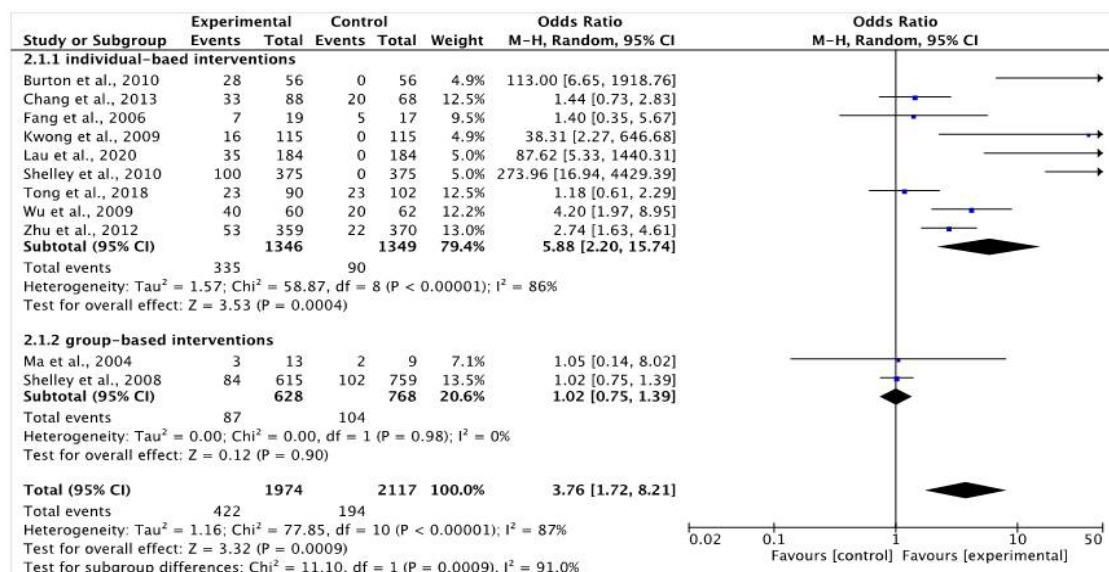 Experimental Control Odds Ratio Odds Ratio
Study or Subgroup Events Total Events Total Weight M-H, Random, 95% CI M-H, Random, 95% CI
2.1.1 individual-baed interventions
Burton et al., 2010 28 56 0 56 4.9% 113.00 [6.65, 1918.76]
Chang et al., 2013 33 88 20 68 12.5% 1.44 [0.73, 2.83]
Fang et al., 2006 7 19 5 17 9.4% 1.40 [0.35, 5.67]
Kwong et al., 2009 16 115 0 115 4.9% 38.31 [2.27, 646.68]
Lau et al., 2020 35 184 0 184 5.0% 87.62 [5.33, 1440.31]
Shelley et al., 2010 100 375 0 375 5.0% 273.96 [16.94, 4429.39]
Tong et al., 2018 23 90 23 102 12.5% 1.18 [0.61, 2.29]
Wu et al., 2009 40 60 20 62 12.2% 4.20 [1.97, 8.95]
Zhu et al., 2012 53 359 22 370 13.0% 2.74 [1.63, 4.61]
Subtotal (95% CI) 1346 1349 79.4% 5.88 [2.20, 15.74]
Total events 335 90
Heterogeneity: Tau² = 1.57; Chi² = 58.87, df = 8 (P < 0.00001); I² = 86%
Test for overall effect: Z = 3.53 (P = 0.0004)
2.1.2 group-based interventions
Ma et al., 2004 3 13 2 9 7.1% 1.05 [0.14, 8.02]
Shelley et al., 2008 84 615 102 759 13.5% 1.02 [0.75, 1.39]
Subtotal (95% CI) 628 768 20.6% 1.02 [0.75, 1.39]
Total events 87 104
Heterogeneity: Tau² = 0.00; Chi² = 0.00, df = 1 (P = 0.98); I² = 0%
Test for overall effect: Z = 0.12 (P = 0.90)
Total (95% CI) 1974 2117 100.0% 3.76 [1.72, 8.21]
Total events 422 194
Heterogeneity: Tau² = 1.16; Chi² = 77.85, df = 10 (P < 0.00001); I² = 87%
Test for overall effect: Z = 3.32 (P = 0.0009)
Test for subgroup differences: Chi² = 11.10, df = 1 (P = 0.0009), I² = 91.0%
0.02 0.1 1 10 50
Favours [control] Favours [experimental]